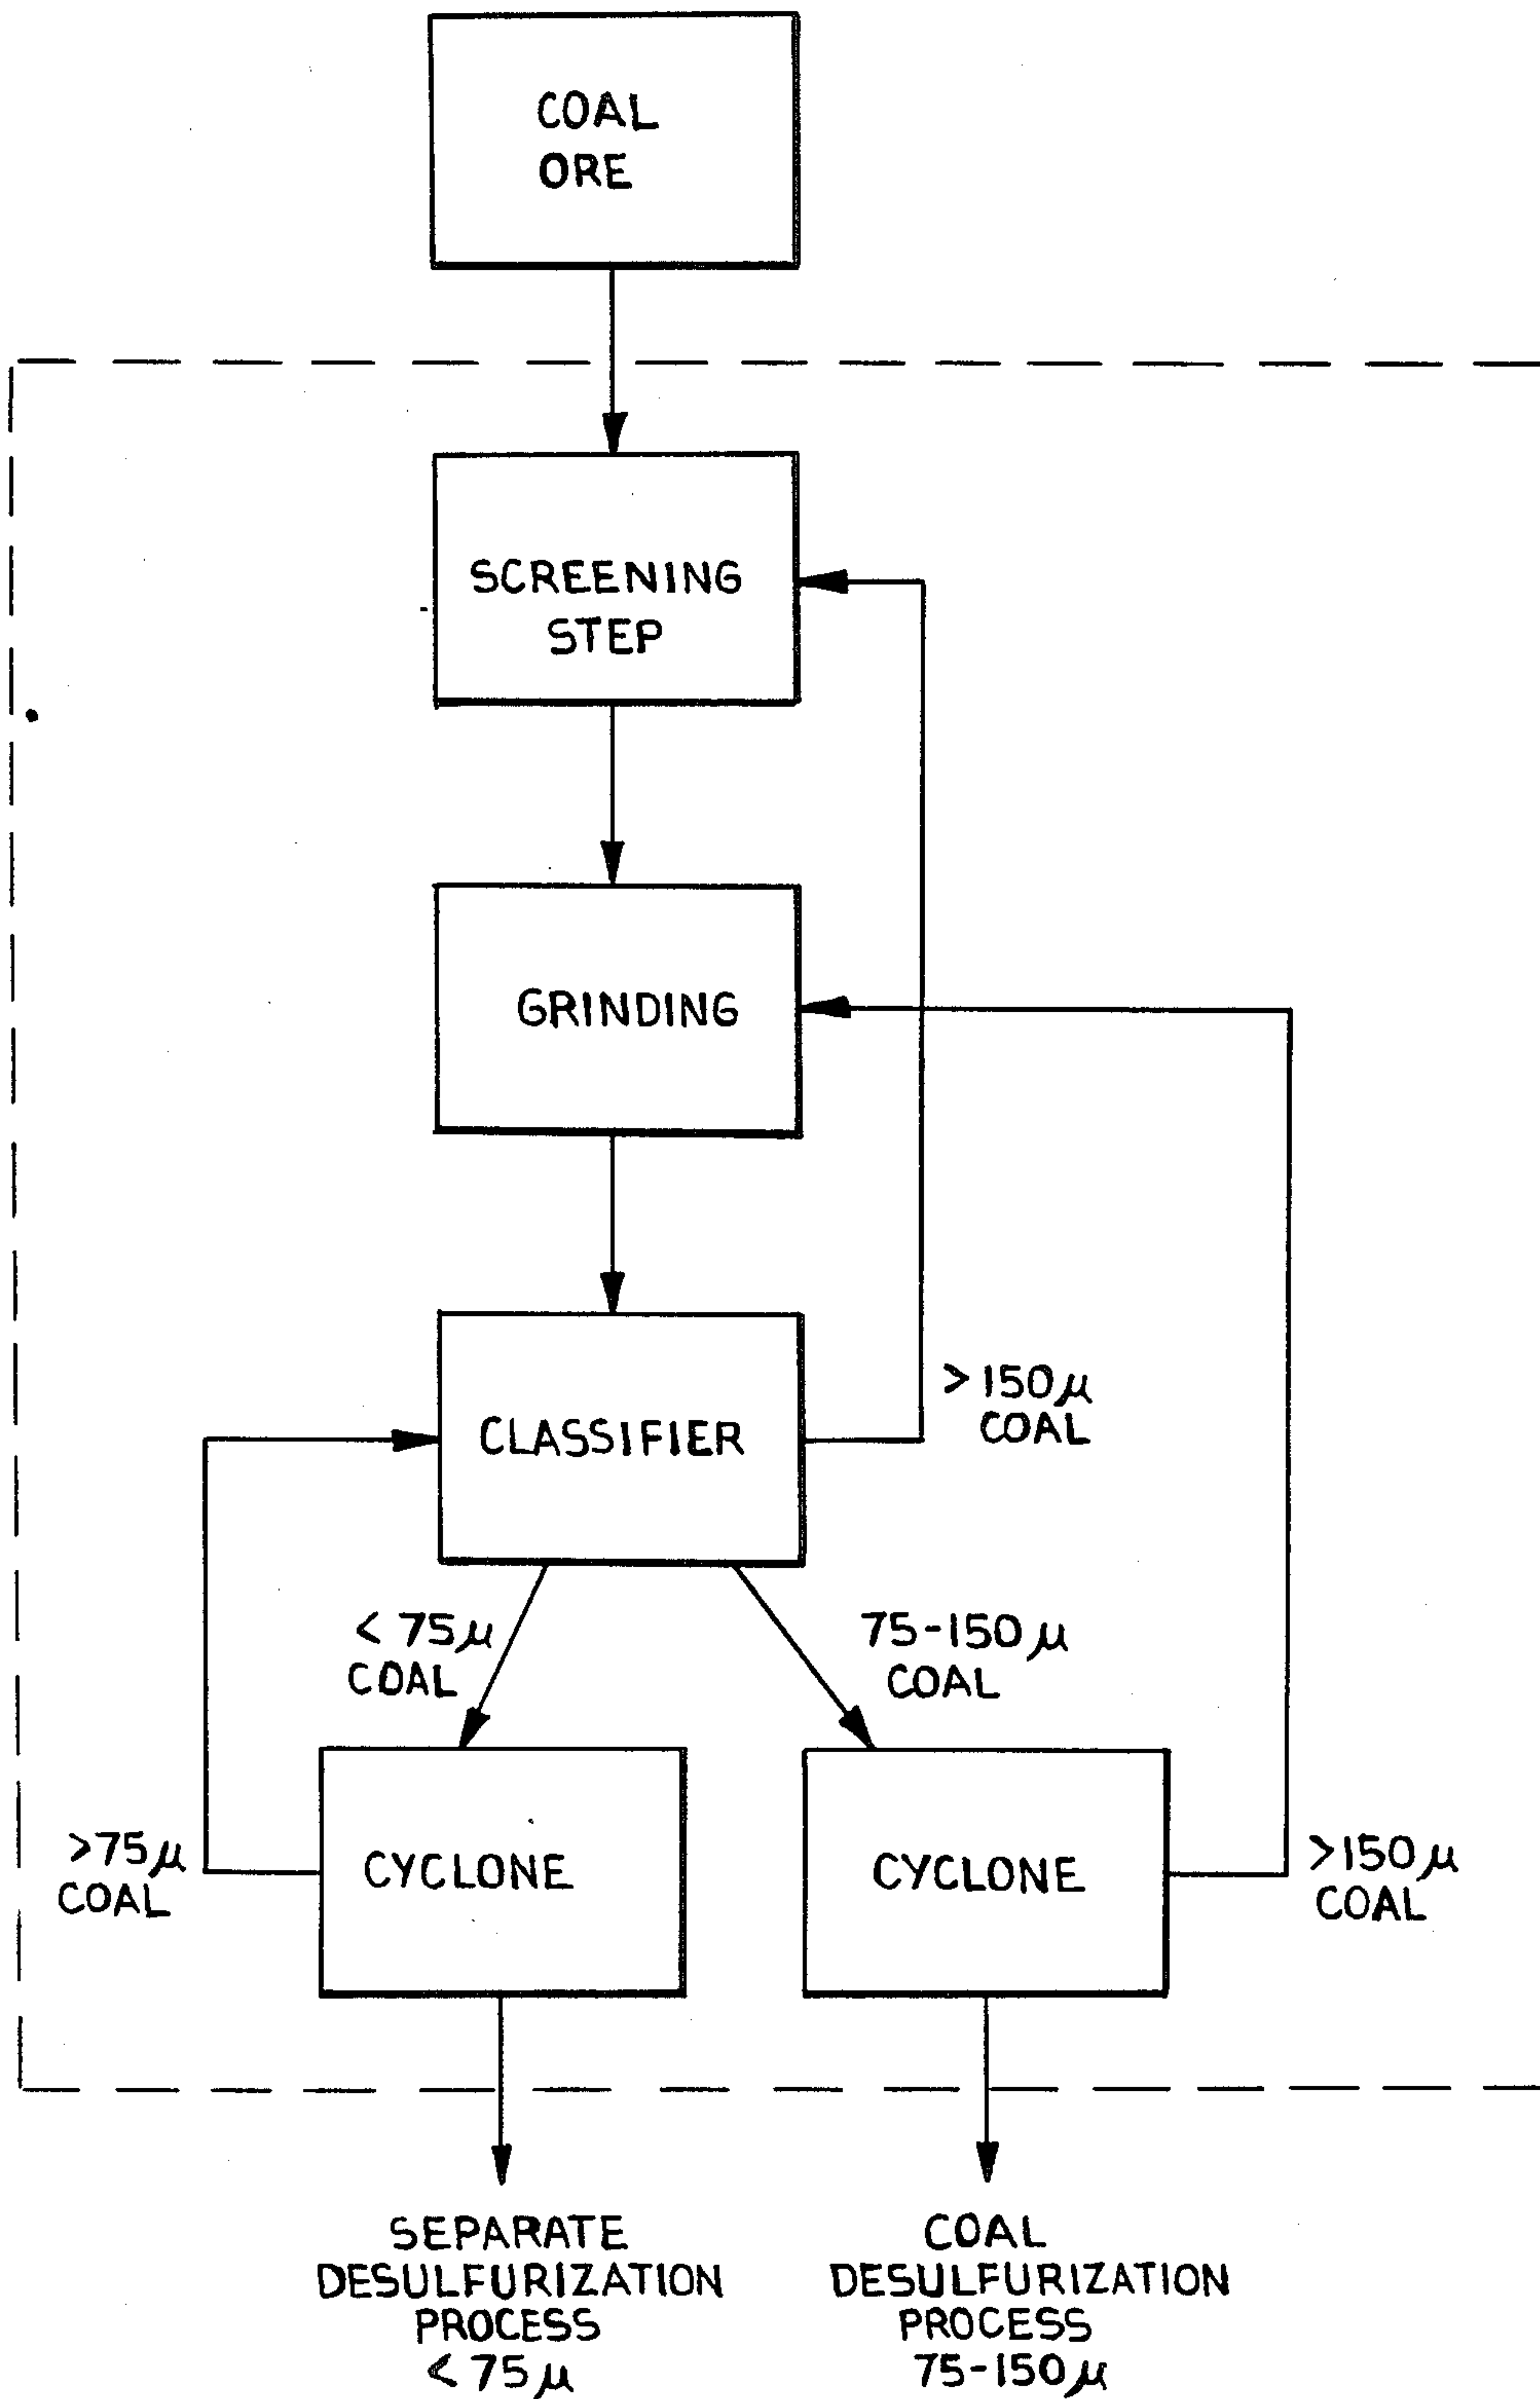 COAL
ORE
SCREENING
STEP
GRINDING
CLASSIFIER
>150μ
COAL
<75μ
COAL
75-150μ
COAL
CYCLONE
>75μ
COAL
CYCLONE
>150μ
COAL
SEPARATE
DESULFURIZATION
PROCESS
<75μ
COAL
DESULFURIZATION
PROCESS
75-150μ